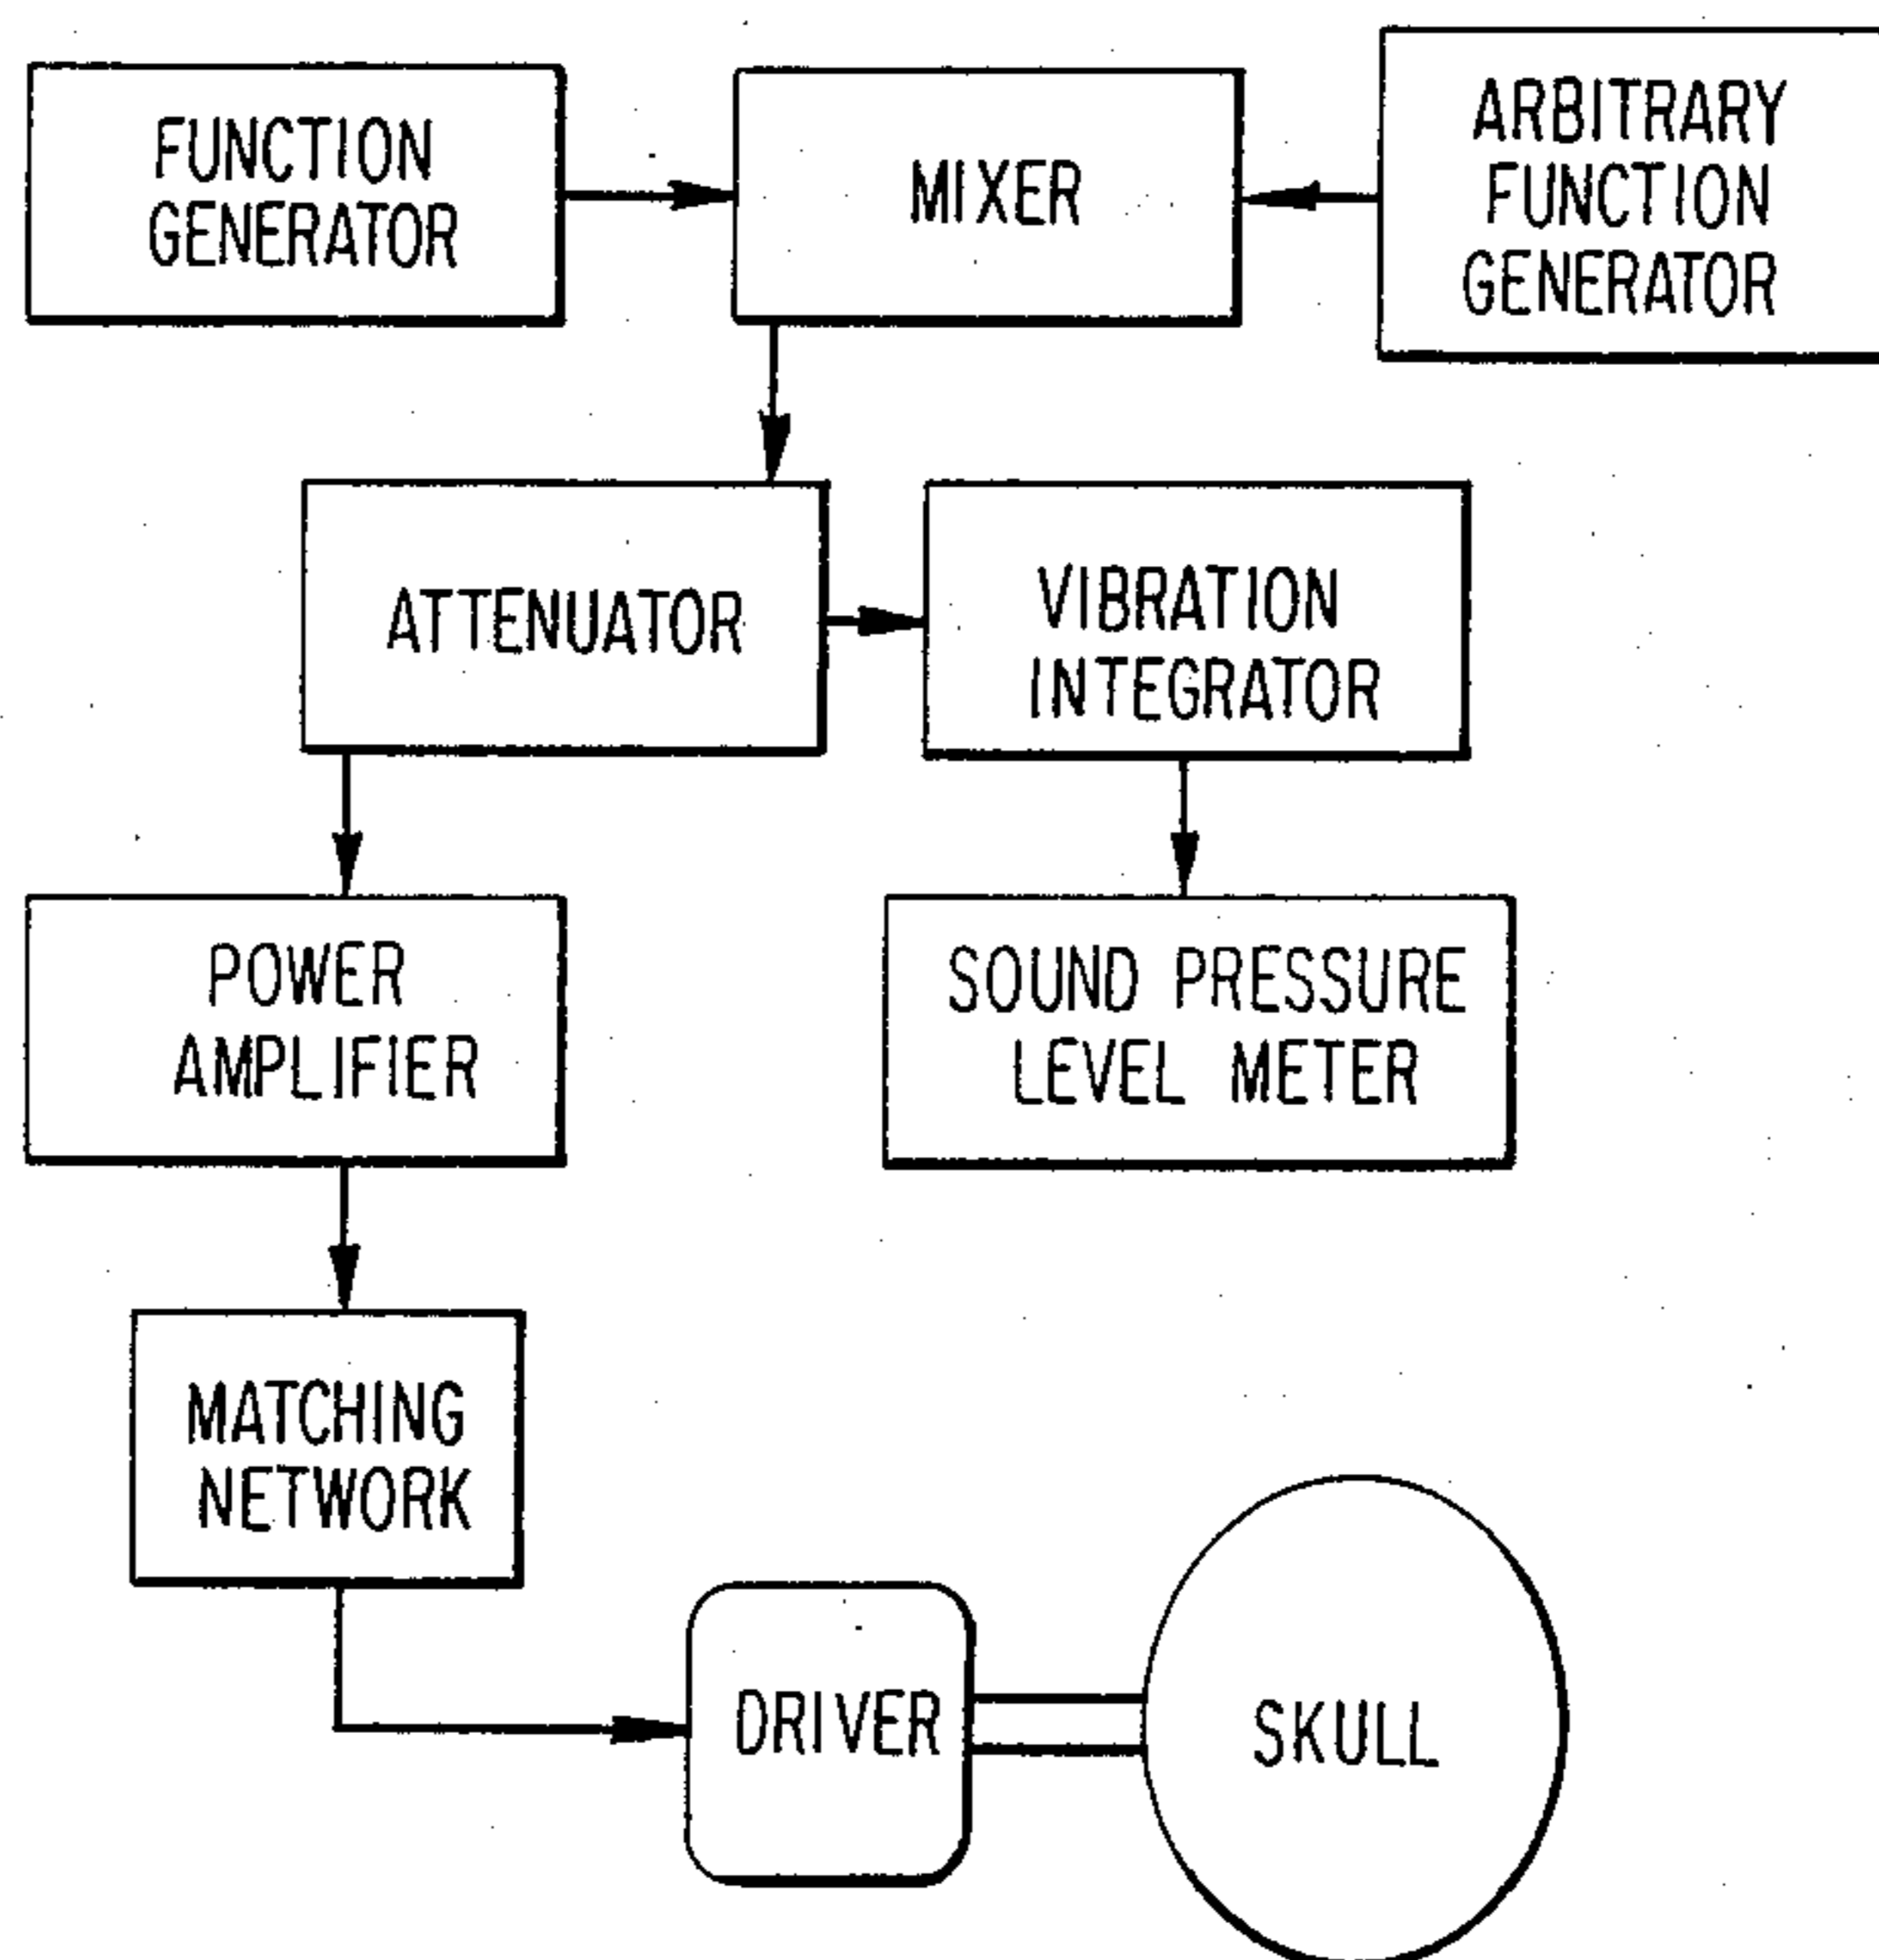 FUNCTION
GENERATOR
MIXER
ARBITRARY
FUNCTION
GENERATOR
ATTENUATOR
VIBRATION
INTEGRATOR
POWER
AMPLIFIER
SOUND PRESSURE
LEVEL METER
MATCHING
NETWORK
DRIVER
SKULL